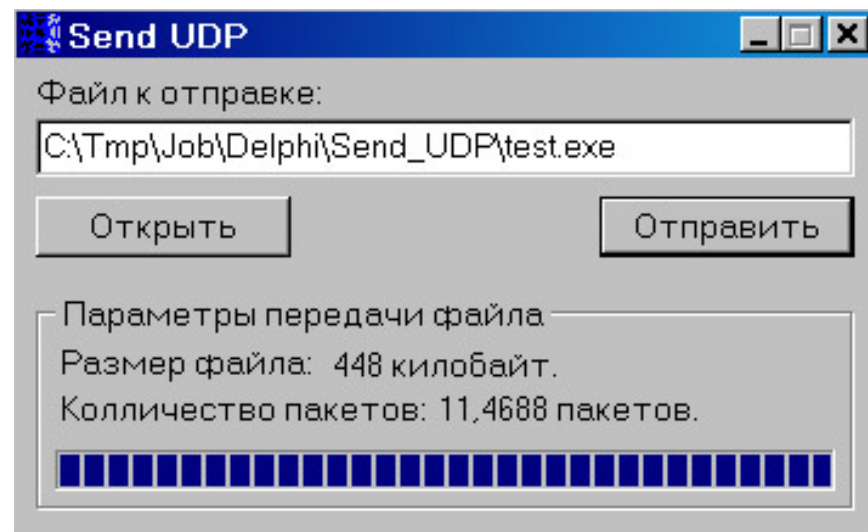 Send UDP
Файл к отправке:
C:\Tmp\Job\Delphi\Send_UDP\test.exe
Открыть Отправить
Параметры передачи файла
Размер файла: 448 килобайт.
Колличество пакетов: 11,4688 пакетов.